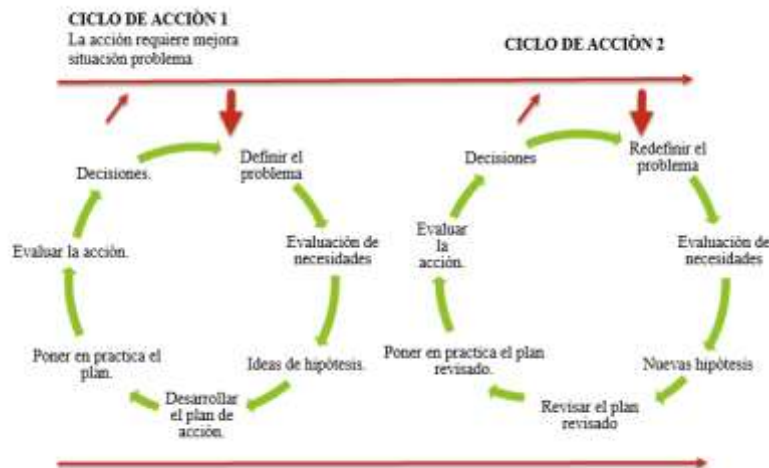 CICLO DE ACCIÒN 1
La acción requiere mejora
situación problema
CICLO DE ACCIÒN 2
Definir el
problema
Evaluación de
necesidades
Ideas de hipótesis.
Desarrollar
el plan de
acción.
Poner en practica el
plan.
Evaluar la acción.
Decisiones.
Redefinir el
problema
Evaluación de
necesidades
Nuevas hipótesis
Revisar el plan
revisado
Poner en practica el plan
revisado.
Evaluar
la
acción.
Decisiones